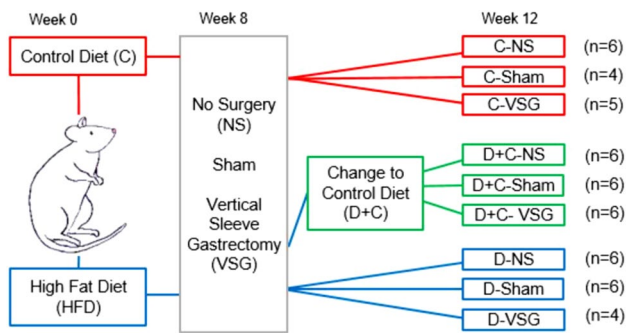 Week 0
Week 8
Week 12
Control Diet (C)
High Fat Diet
(HFD)
No Surgery
(NS)
Sham
Vertical
Sleeve
Gastrectomy
(VSG)
Change to
Control Diet
(D+C)
C-NS (n=6)
C-Sham (n=4)
C-VSG (n=5)
D+C-NS (n=6)
D+C-Sham (n=6)
D+C- VSG (n=6)
D-NS (n=6)
D-Sham (n=6)
D-VSG (n=4)